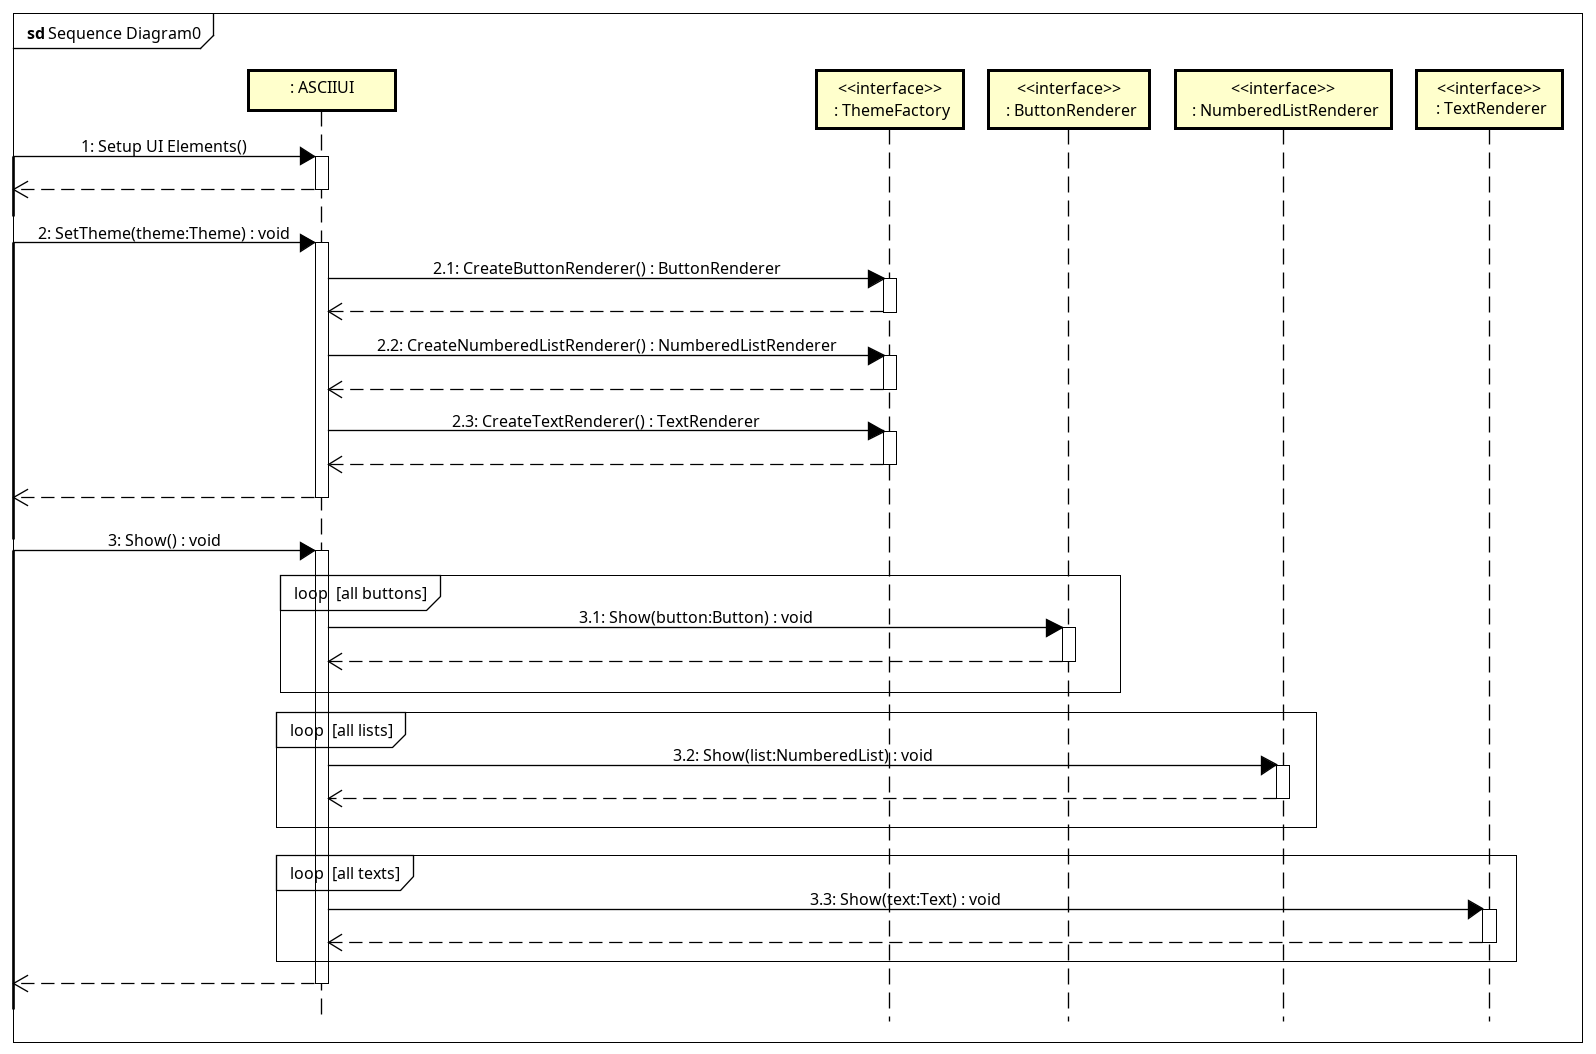 sd Sequence Diagram0
: ASCIIUI
<<interface>>
: ThemeFactory
<<interface>>
: ButtonRenderer
<<interface>>
: NumberedListRenderer
<<interface>>
: TextRenderer
1: Setup UI Elements()
2: SetTheme(theme:Theme) : void
2.1: CreateButtonRenderer() : ButtonRenderer
2.2: CreateNumberedListRenderer() : NumberedListRenderer
2.3: CreateTextRenderer() : TextRenderer
3: Show() : void
loop [all buttons]
3.1: Show(button:Button) : void
loop [all lists]
3.2: Show(list:NumberedList) : void
loop [all texts]
3.3: Show(text:Text) : void